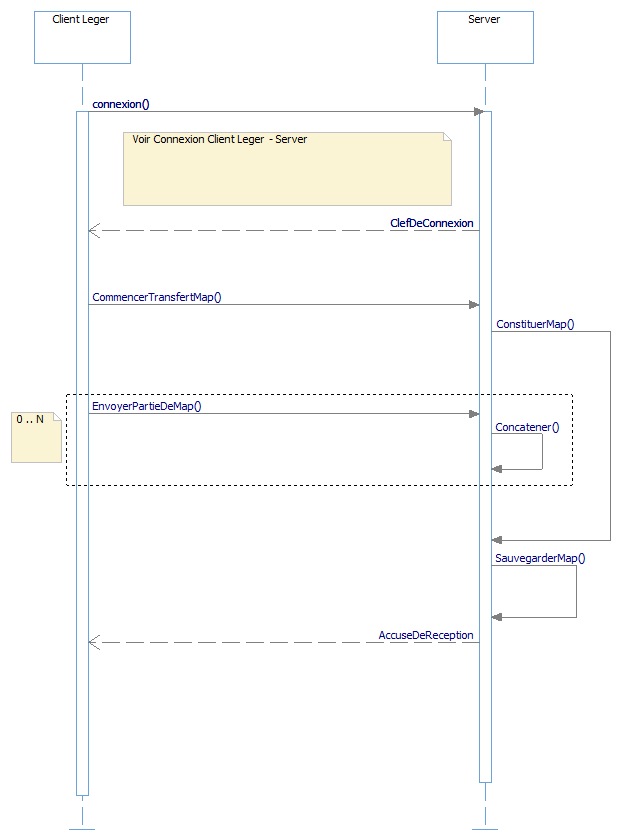 Client Leger
Server
connexion()
Voir Connexion Client Leger - Server
ClefDeConnexion
CommencerTransfertMap()
ConstituerMap()
EnvoyerPartieDeMap()
0 .. N
Concatener()
SauvegarderMap()
AccuseDeReception